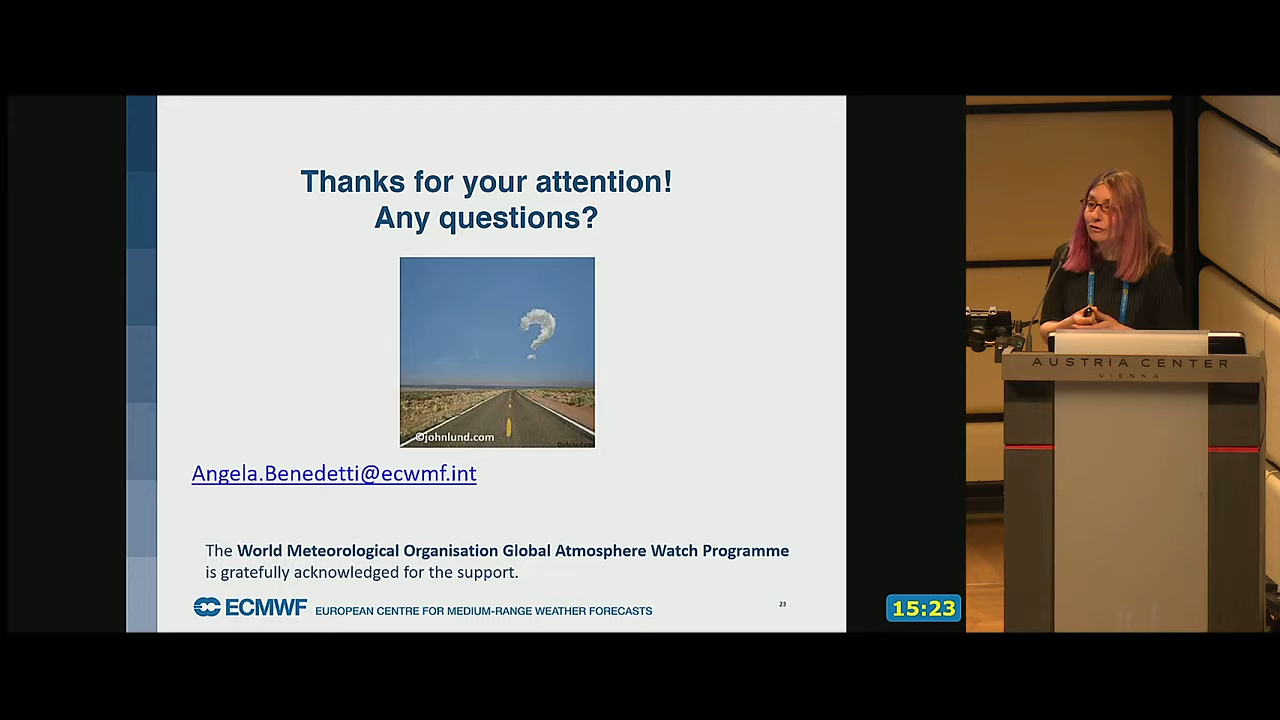 Thanks for your attention!
Any questions?
©johnlund.com
Angela.Benedetti@ecwmf.int
The World Meteorological Organisation Global Atmosphere Watch Programme
is gratefully acknowledged for the support.
ECMWF EUROPEAN CENTRE FOR MEDIUM-RANGE WEATHER FORECASTS
23
15:23
AUSTRIA CENTER
VIENNA